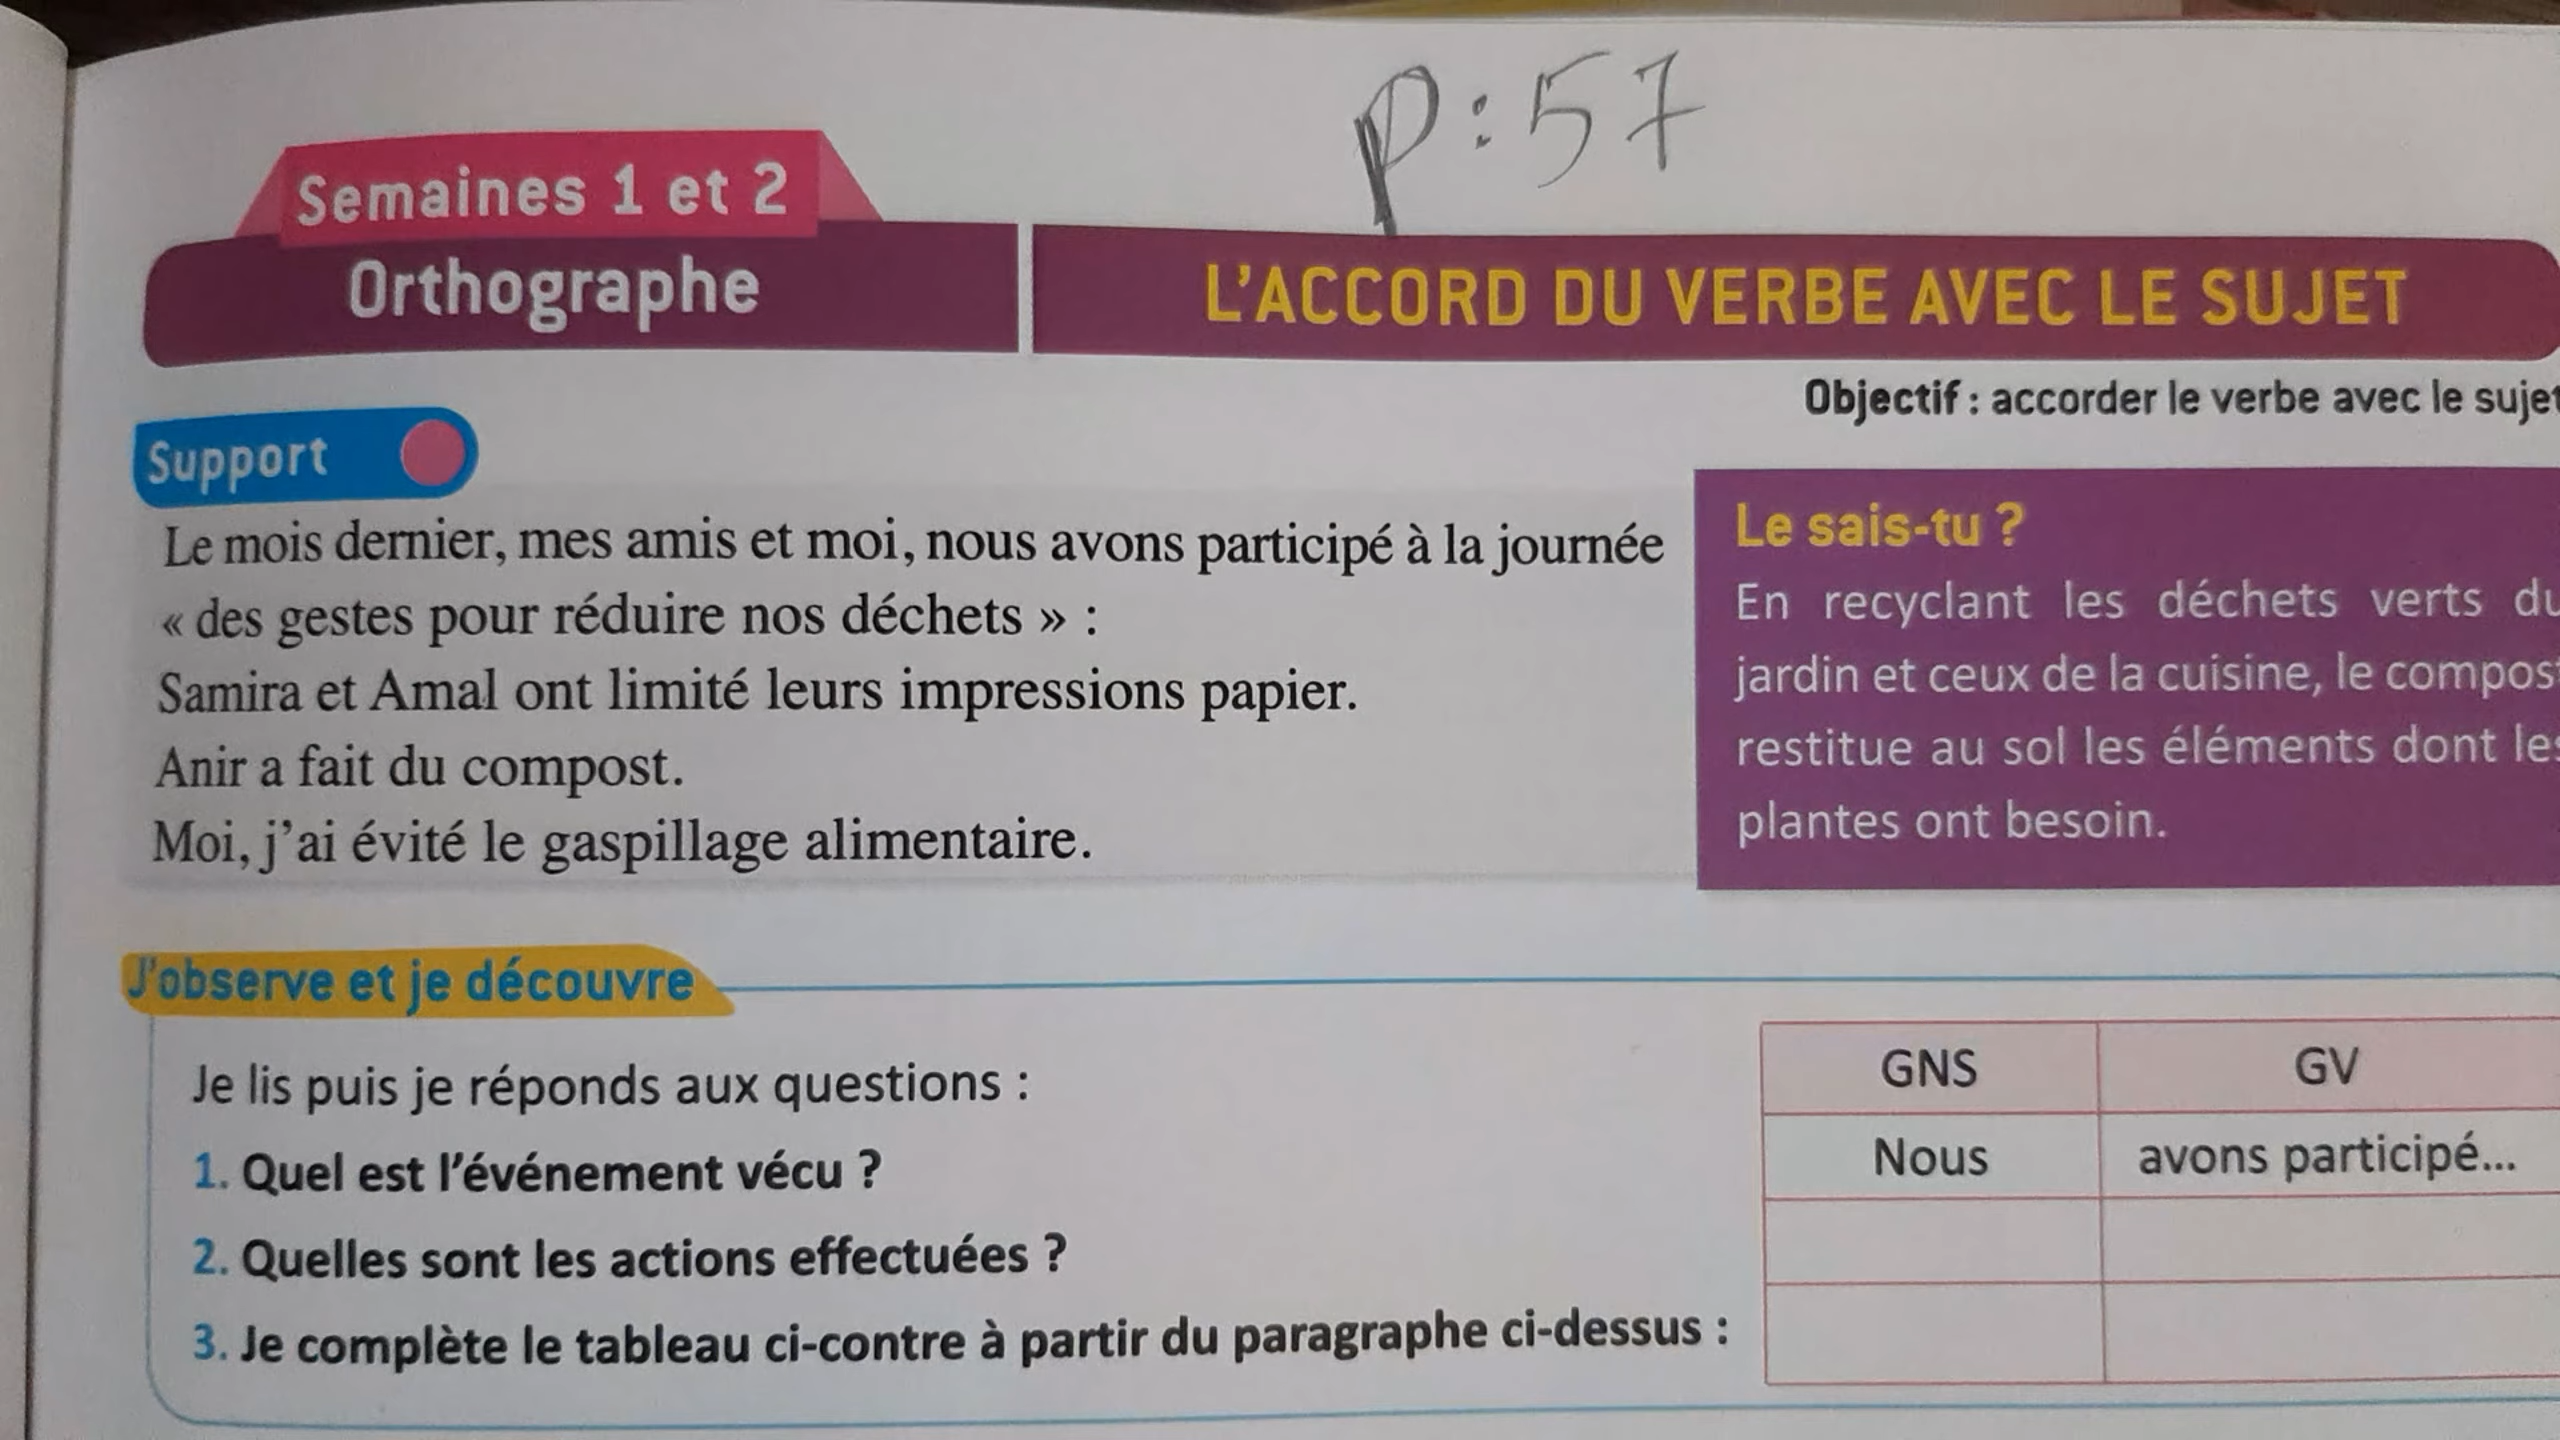 P : 57
Semaines 1 et 2
Orthographe
L'ACCORD DU VERBE AVEC LE SUJET
Objectif : accorder le verbe avec le sujet
Support
Le mois dernier, mes amis et moi, nous avons participé à la journée
« des gestes pour réduire nos déchets » :
Samira et Amal ont limité leurs impressions papier.
Anir a fait du compost.
Moi, j'ai évité le gaspillage alimentaire.
Le sais-tu ?
En recyclant les déchets verts du
jardin et ceux de la cuisine, le compost
restitue au sol les éléments dont les
plantes ont besoin.
J'observe et je découvre
Je lis puis je réponds aux questions :
1. Quel est l'événement vécu ?
2. Quelles sont les actions effectuées ?
3. Je complète le tableau ci-contre à partir du paragraphe ci-dessus :
GNS GV
Nous avons participé...